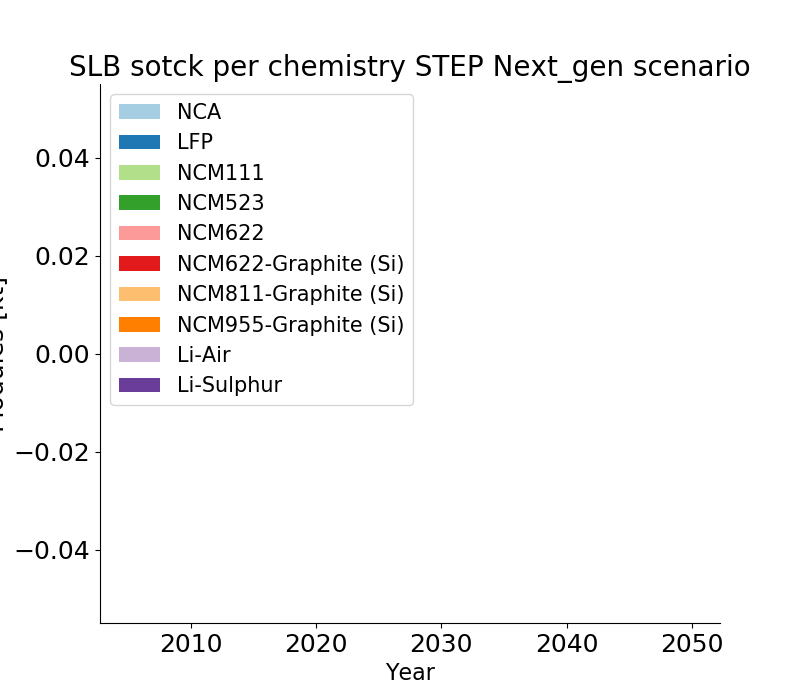 SLB sotck per chemistry STEP Next_gen scenario
NCA
LFP
NCM111
NCM523
NCM622
NCM622-Graphite (Si)
NCM811-Graphite (Si)
NCM955-Graphite (Si)
Li-Air
Li-Sulphur
0.04
0.02
0.00
−0.02
−0.04
2010 2020 2030 2040 2050
Year